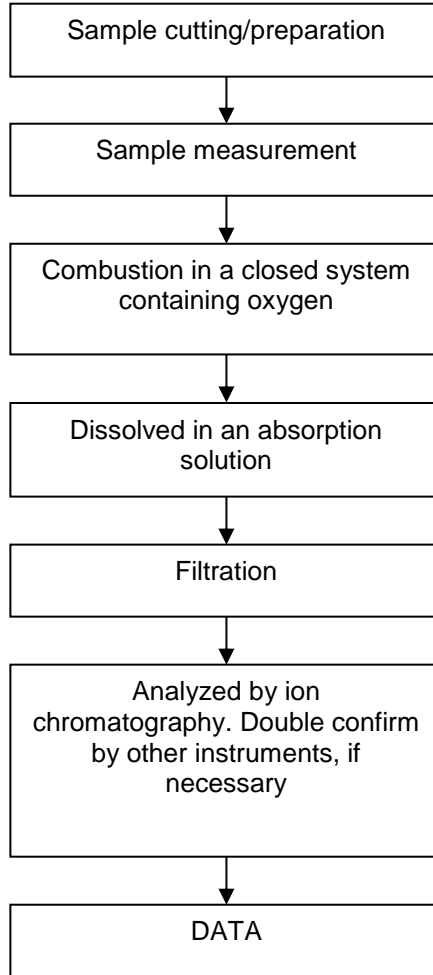 Sample cutting/preparation
Sample measurement
Combustion in a closed system
containing oxygen
Dissolved in an absorption
solution
Filtration
Analyzed by ion
chromatography. Double confirm
by other instruments, if
necessary
DATA